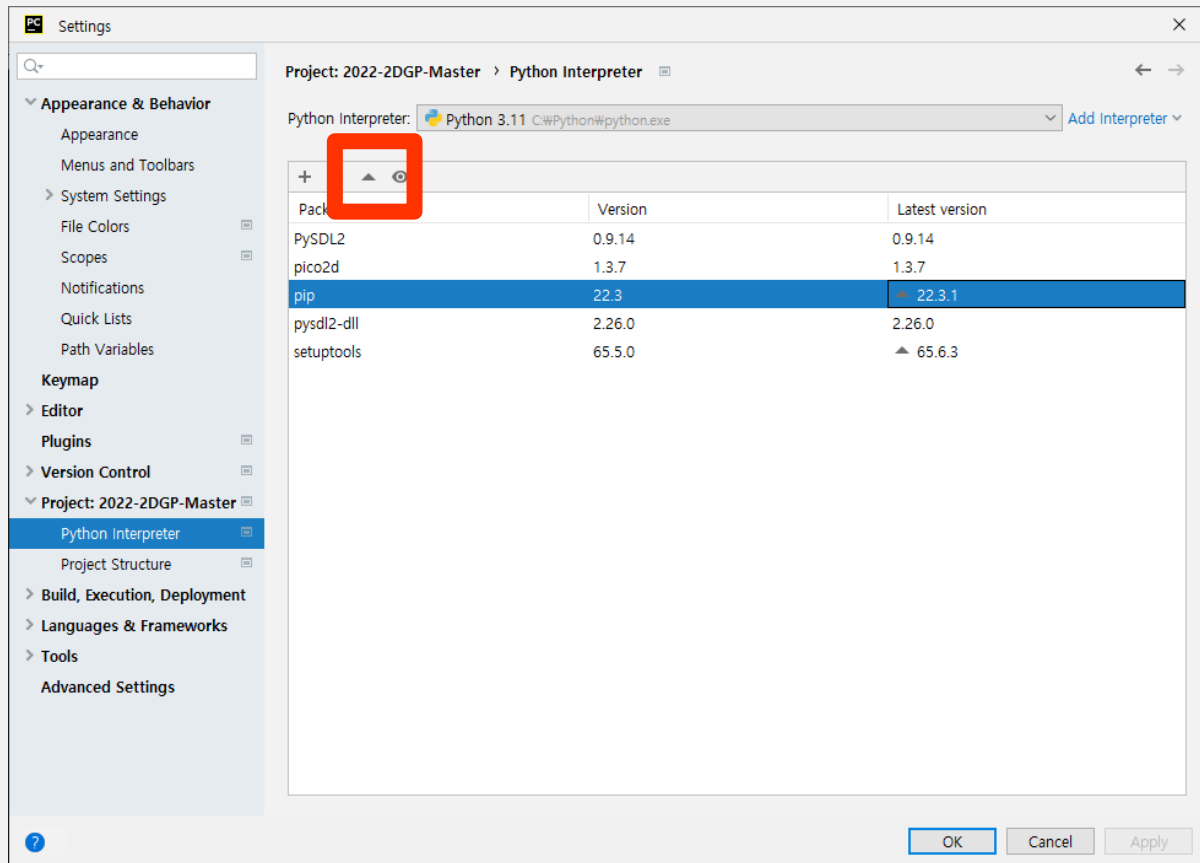 PC Settings
Project: 2022-2DGP-Master > Python Interpreter
Appearance & Behavior
Appearance
Menus and Toolbars
System Settings
File Colors
Scopes
Notifications
Quick Lists
Path Variables
Keymap
Editor
Plugins
Version Control
Project: 2022-2DGP-Master
Python Interpreter
Project Structure
Build, Execution, Deployment
Languages & Frameworks
Tools
Advanced Settings
Python Interpreter: Python 3.11 C:₩Python₩python.exe Add Interpreter
Version Latest version
PySDL2 0.9.14 0.9.14
pico2d 1.3.7 1.3.7
pip 22.3 22.3.1
pysdl2-dll 2.26.0 2.26.0
setuptools 65.5.0 65.6.3
? OK Cancel Apply